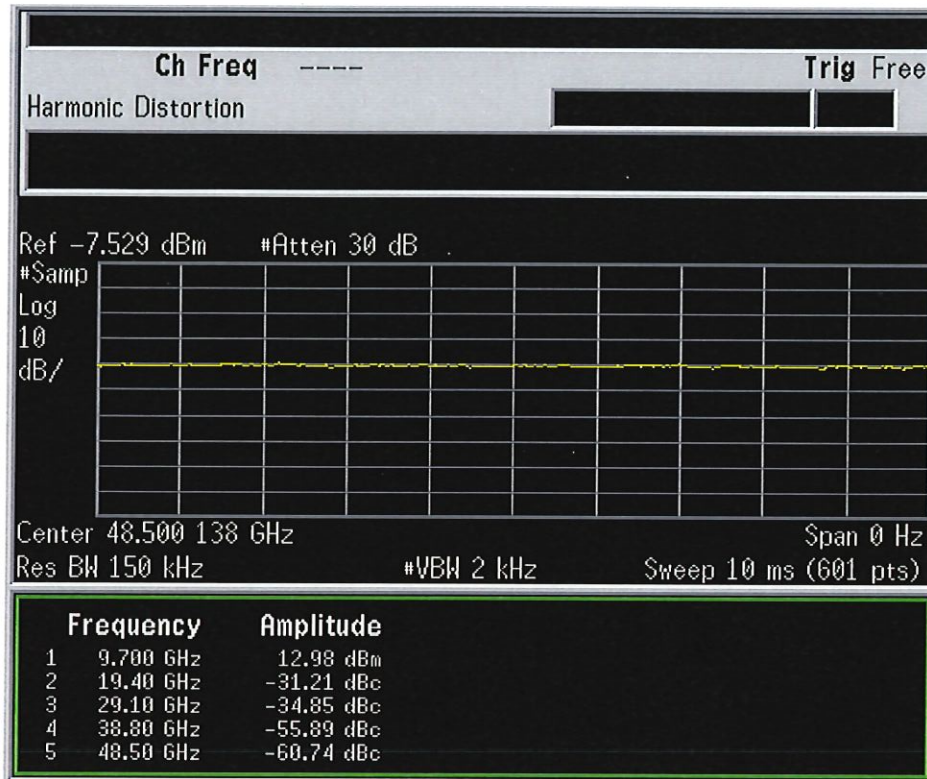 Ch Freq ---- Trig Free
Harmonic Distortion
Ref -7.529 dBm #Atten 30 dB
#Samp
Log
10
dB/
Center 48.500 138 GHz Span 0 Hz
Res BW 150 kHz #VBW 2 kHz Sweep 10 ms (601 pts)
Frequency Amplitude
1 9.700 GHz 12.98 dBm
2 19.40 GHz -31.21 dBc
3 29.10 GHz -34.85 dBc
4 38.80 GHz -55.89 dBc
5 48.50 GHz -60.74 dBc